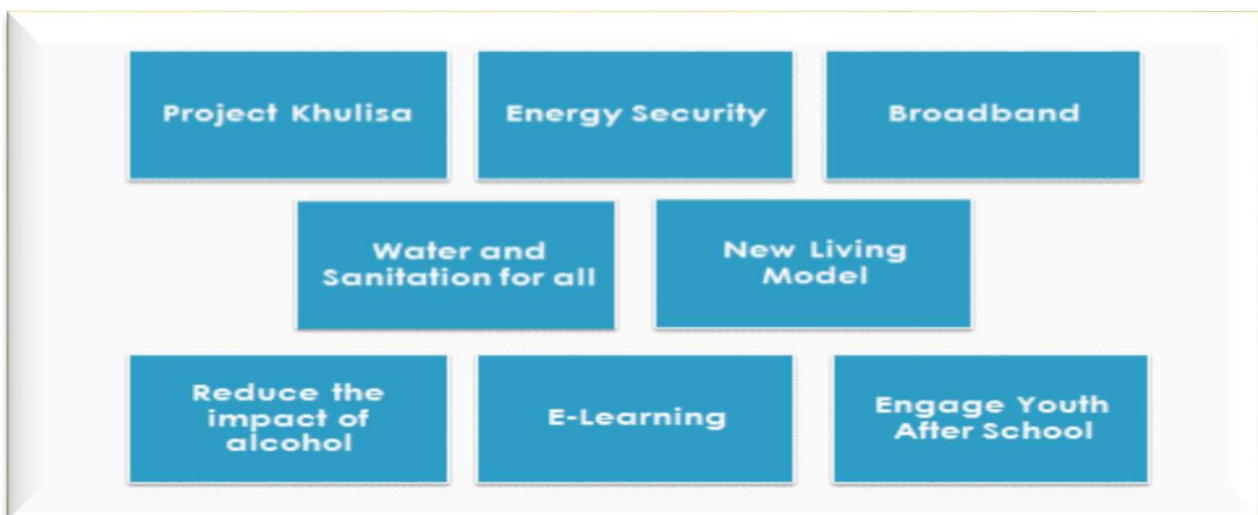 Project Khulisa
Energy Security
Broadband
Water and
Sanitation for all
New Living
Model
Reduce the
impact of
alcohol
E-Learning
Engage Youth
After School